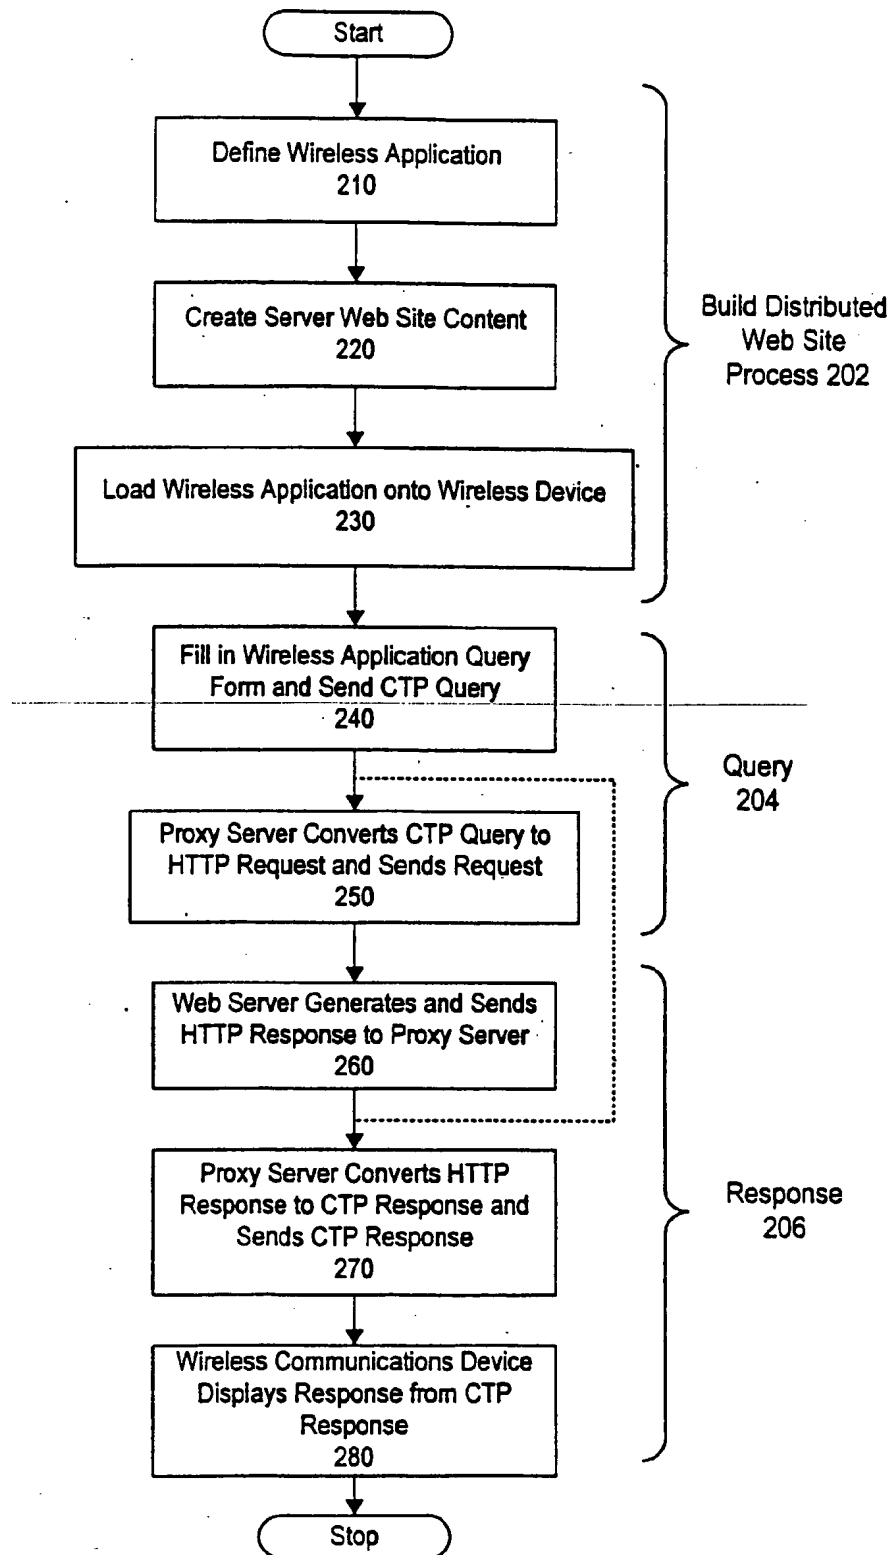 Start
Define Wireless Application
210
Create Server Web Site Content
220
Load Wireless Application onto Wireless Device
230
Build Distributed
Web Site
Process 202
Fill in Wireless Application Query
Form and Send CTP Query
240
Proxy Server Converts CTP Query to
HTTP Request and Sends Request
250
Query
204
Web Server Generates and Sends
HTTP Response to Proxy Server
260
Proxy Server Converts HTTP
Response to CTP Response and
Sends CTP Response
270
Wireless Communications Device
Displays Response from CTP
Response
280
Response
206
Stop